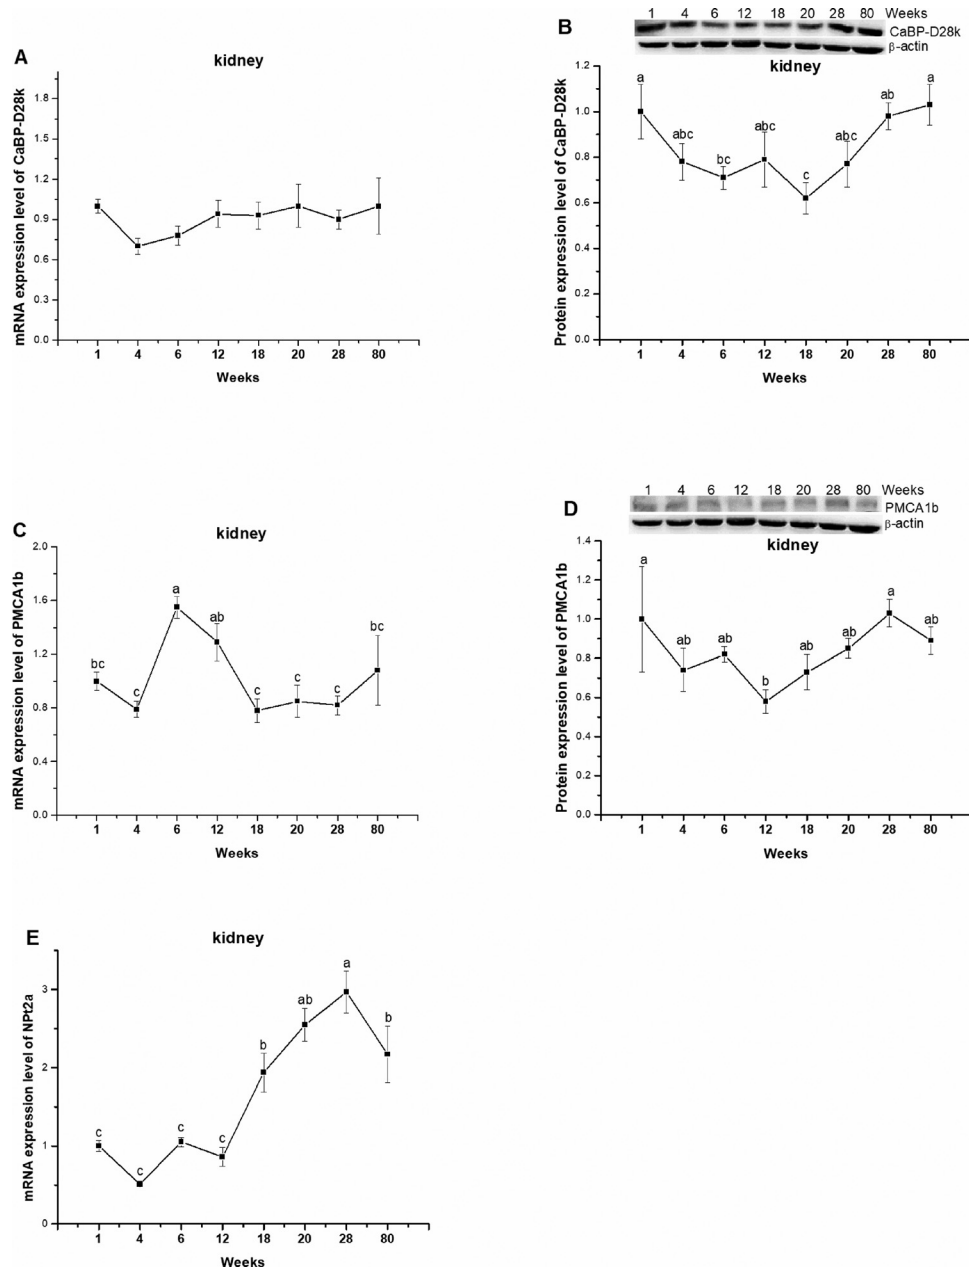 A
kidney
mRNA expression level of CaBP-D28k
1.8
1.5
1.2
0.9
0.6
0.3
0.0
1 4 6 12 18 20 28 80
Weeks
B
1 4 6 12 18 20 28 80 Weeks
CaBP-D28k
β-actin
kidney
Protein expression level of CaBP-D28k
1.2
1.0
0.8
0.6
0.4
0.2
0.0
a abc bc abc c abc ab a
1 4 6 12 18 20 28 80
Weeks
C
kidney
mRNA expression level of PMCA1b
2.0
1.6
1.2
0.8
0.4
0.0
bc c a ab c c c bc
1 4 6 12 18 20 28 80
Weeks
D
1 4 6 12 18 20 28 80 Weeks
PMCA1b
β-actin
kidney
Protein expression level of PMCA1b
1.4
1.2
1.0
0.8
0.6
0.4
0.2
0.0
a ab ab b ab ab a ab
1 4 6 12 18 20 28 80
Weeks
E
kidney
mRNA expression level of NPt2a
3
2
1
0
c c c c b ab a b
1 4 6 12 18 20 28 80
Weeks